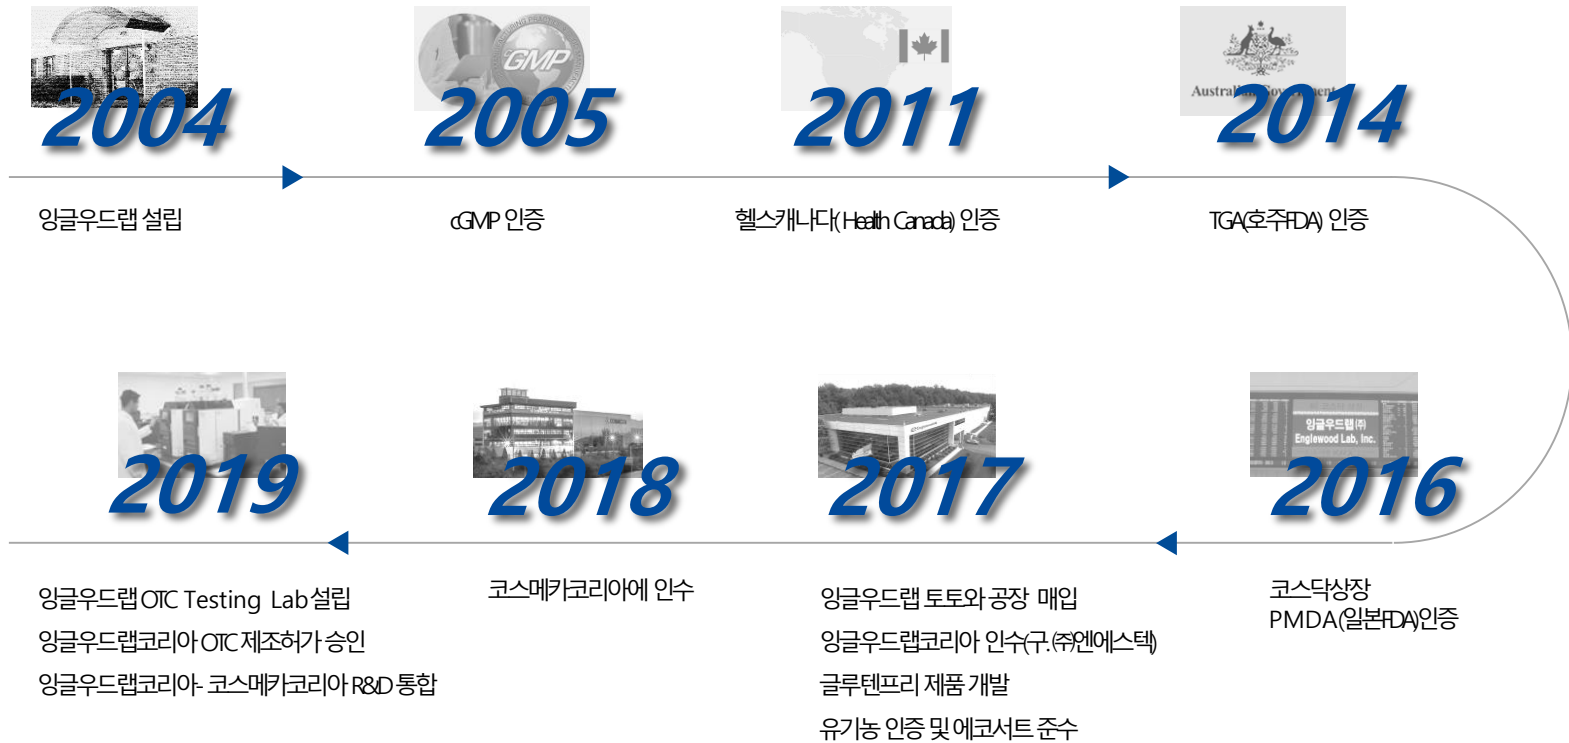 2004
2005
GMP
2011
Australian Government
2014
잉글우드랩 설립
cGMP 인증
헬스캐나다( Health Canada) 인증
TGA(호주FDA) 인증
2019
2018
2017
잉글우드랩(주)
Englewood Lab, Inc.
2016
잉글우드랩 OTC Testing Lab설립
잉글우드랩코리아 OTC 제조허가 승인
잉글우드랩코리아- 코스메카코리아 R&D 통합
코스메카코리아에 인수
잉글우드랩 토토와 공장 매입
잉글우드랩코리아 인수(구.㈜엔에스텍)
글루텐프리 제품 개발
유기농 인증 및 에코서트 준수
코스닥상장
PMDA(일본FDA)인증